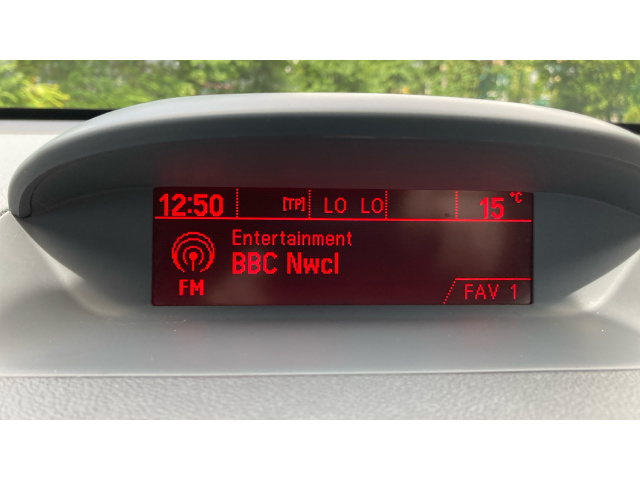 12:50 [TP] LO LO 15 °C
Entertainment
BBC Nwcl
FM
FAV 1